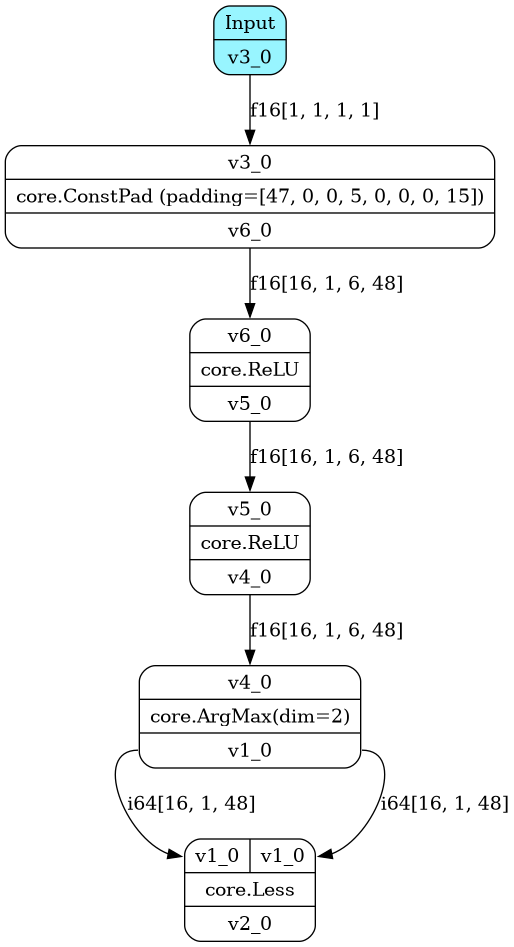 Input
v3_0
f16[1, 1, 1, 1]
v3_0
core.ConstPad (padding=[47, 0, 0, 5, 0, 0, 0, 15])
v6_0
f16[16, 1, 6, 48]
v6_0
core.ReLU
v5_0
f16[16, 1, 6, 48]
v5_0
core.ReLU
v4_0
f16[16, 1, 6, 48]
v4_0
core.ArgMax(dim=2)
v1_0
i64[16, 1, 48] i64[16, 1, 48]
v1_0 v1_0
core.Less
v2_0